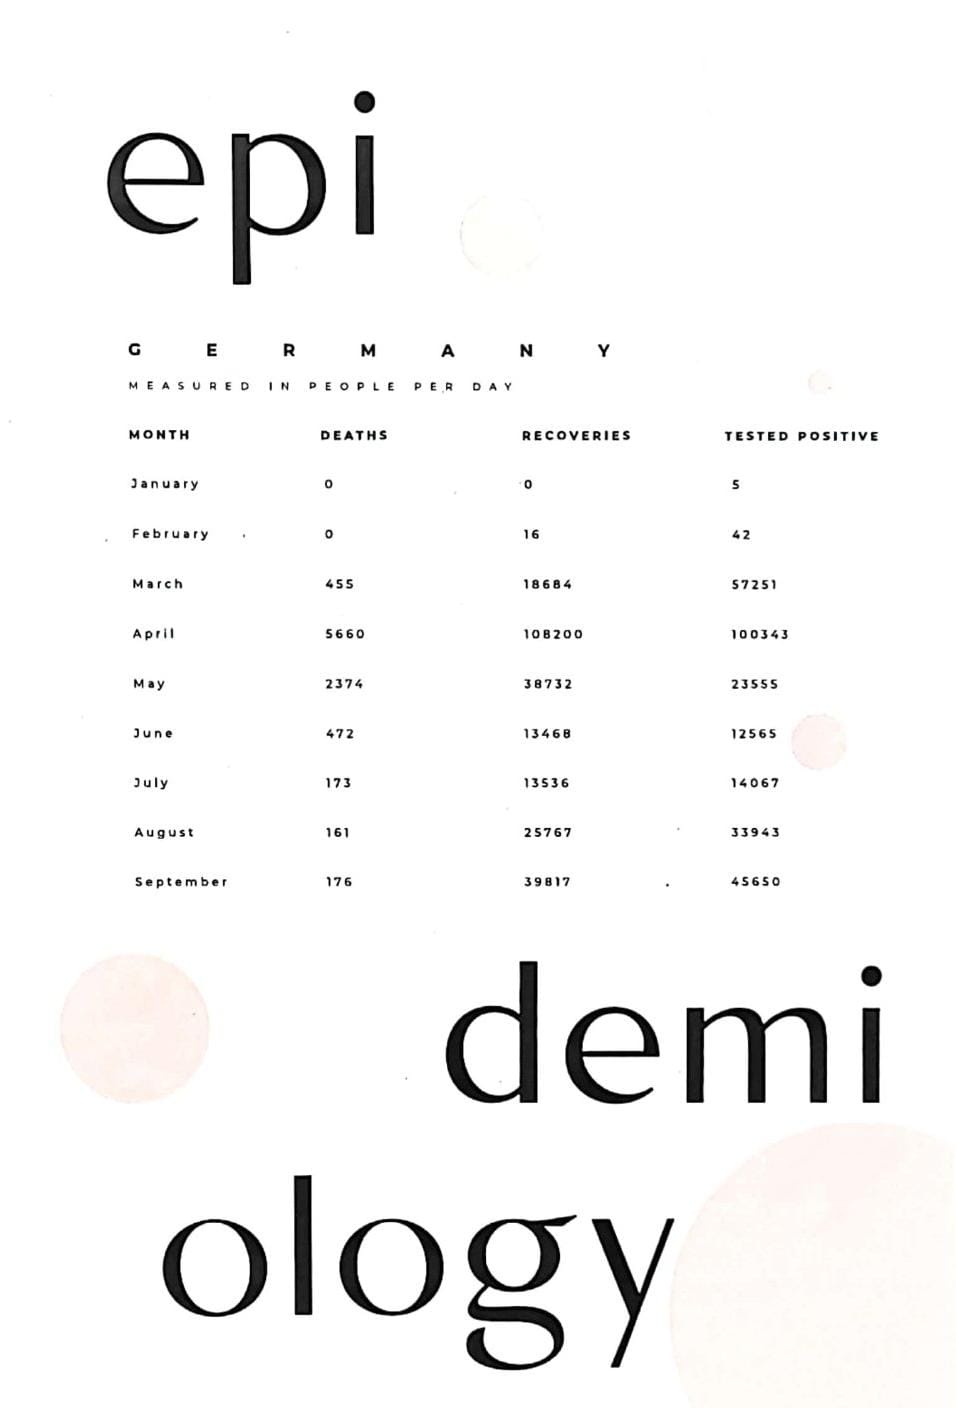 epi
GERMANY
MEASURED IN PEOPLE PER DAY
MONTH DEATHS RECOVERIES TESTED POSITIVE
January 0 0 5
February 0 16 42
March 455 18684 57251
April 5660 108200 100343
May 2374 38732 23555
June 472 13468 12565
July 173 13536 14067
August 161 25767 33943
September 176 39817 45650
demi
ology